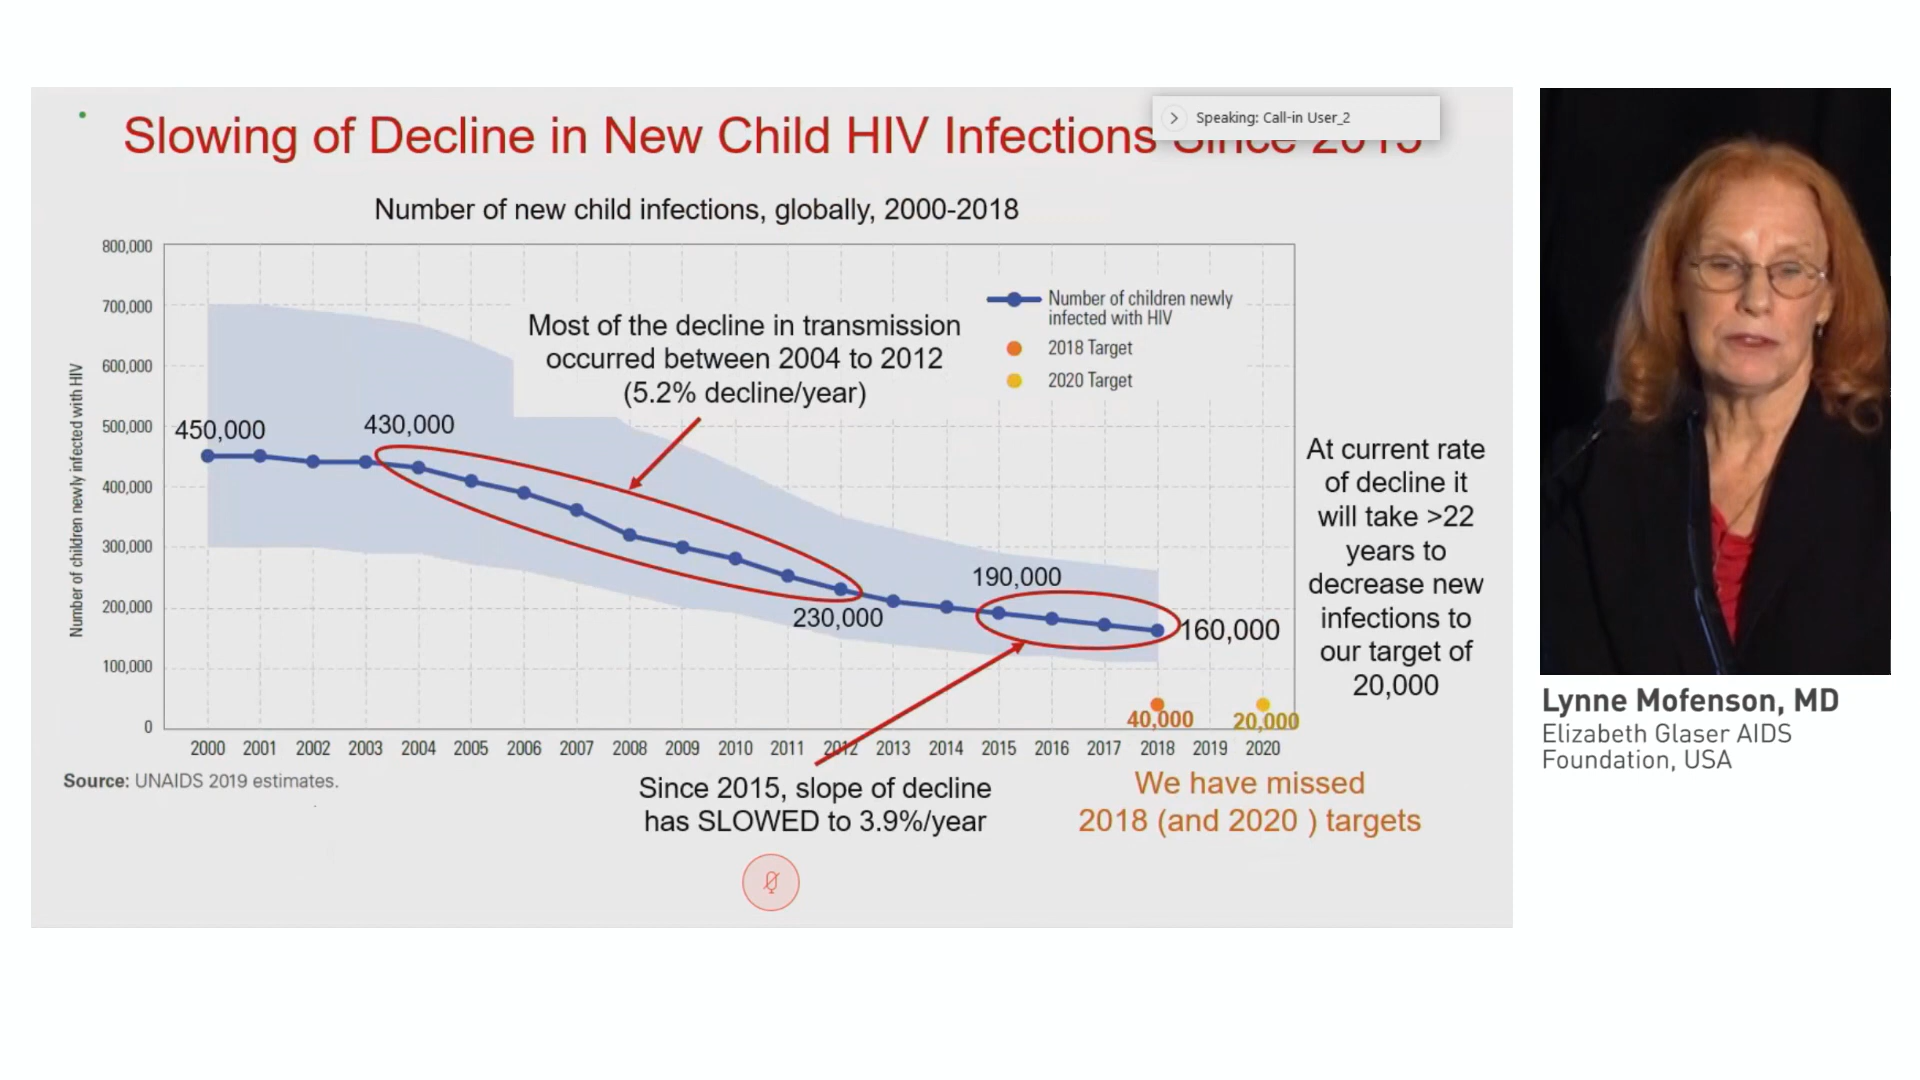 Speaking: Call-in User_2
Slowing of Decline in New Child HIV Infections Since 2015
Number of new child infections, globally, 2000-2018
800,000
700,000
600,000
500,000
400,000
300,000
200,000
100,000
0
Number of children newly infected with HIV
Number of children newly
infected with HIV
2018 Target
2020 Target
Most of the decline in transmission
occurred between 2004 to 2012
(5.2% decline/year)
450,000
430,000
230,000
190,000
160,000
40,000
20,000
2000 2001 2002 2003 2004 2005 2006 2007 2008 2009 2010 2011 2012 2013 2014 2015 2016 2017 2018 2019 2020
At current rate
of decline it
will take >22
years to
decrease new
infections to
our target of
20,000
Source: UNAIDS 2019 estimates.
Since 2015, slope of decline
has SLOWED to 3.9%/year
We have missed
2018 (and 2020 ) targets
Lynne Mofenson, MD
Elizabeth Glaser AIDS
Foundation, USA